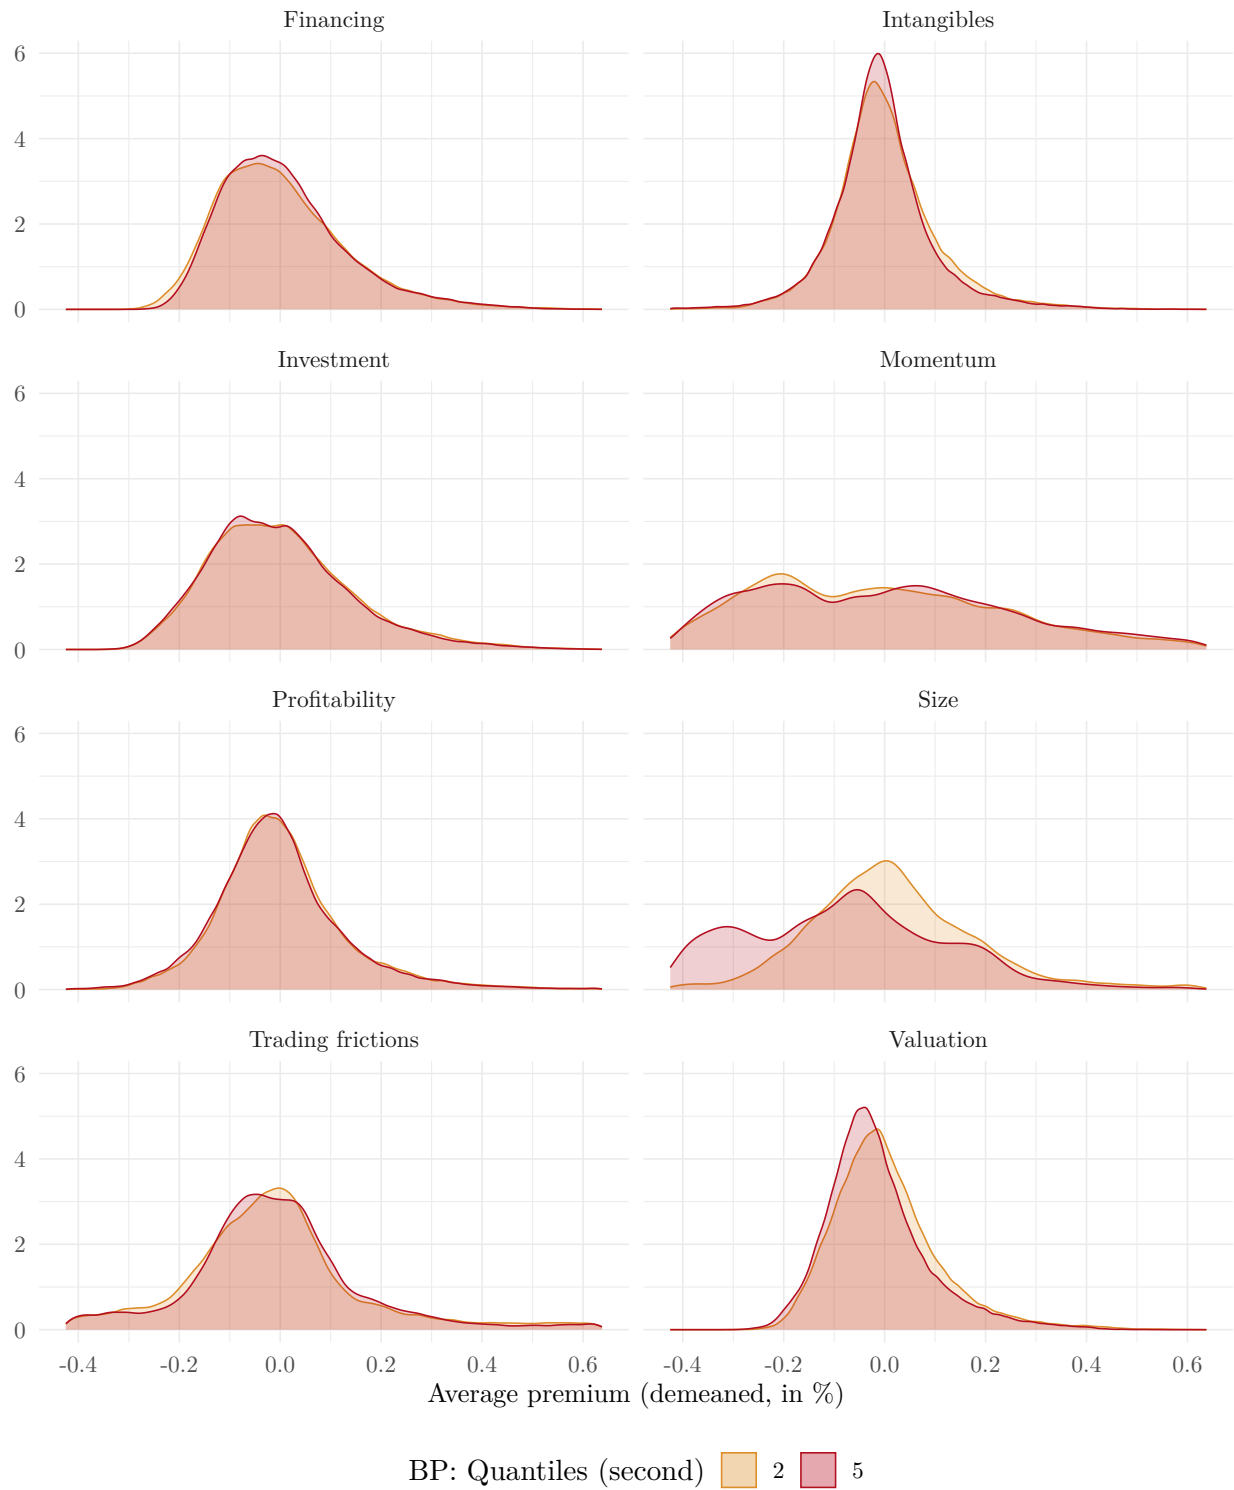 Financing
Intangibles
6
4
2
0
Investment
Momentum
6
4
2
0
Profitability
Size
6
4
2
0
Trading frictions
Valuation
6
4
2
0
-0.4 -0.2 0.0 0.2 0.4 0.6
-0.4 -0.2 0.0 0.2 0.4 0.6
Average premium (demeaned, in %)
BP: Quantiles (second) 2 5